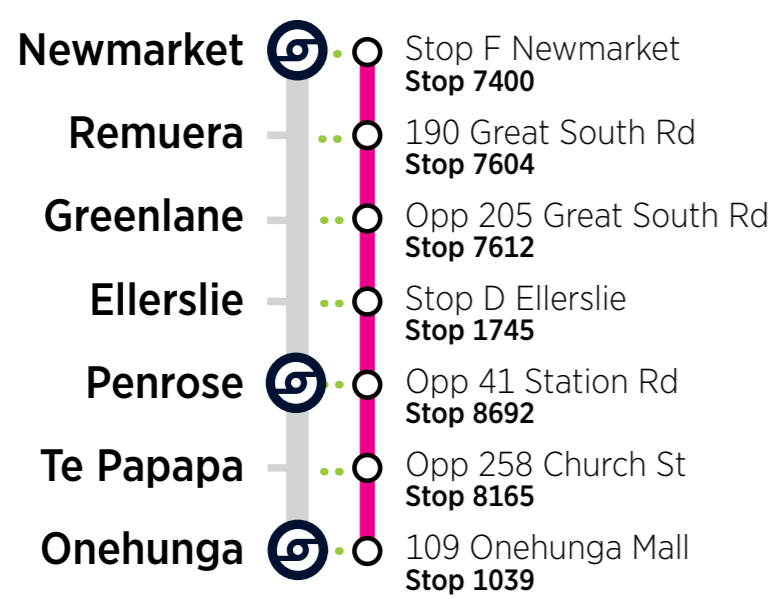 Newmarket
Stop F Newmarket
Stop 7400
Remuera
190 Great South Rd
Stop 7604
Greenlane
Opp 205 Great South Rd
Stop 7612
Ellerslie
Stop D Ellerslie
Stop 1745
Penrose
Opp 41 Station Rd
Stop 8692
Te Papapa
Opp 258 Church St
Stop 8165
Onehunga
109 Onehunga Mall
Stop 1039